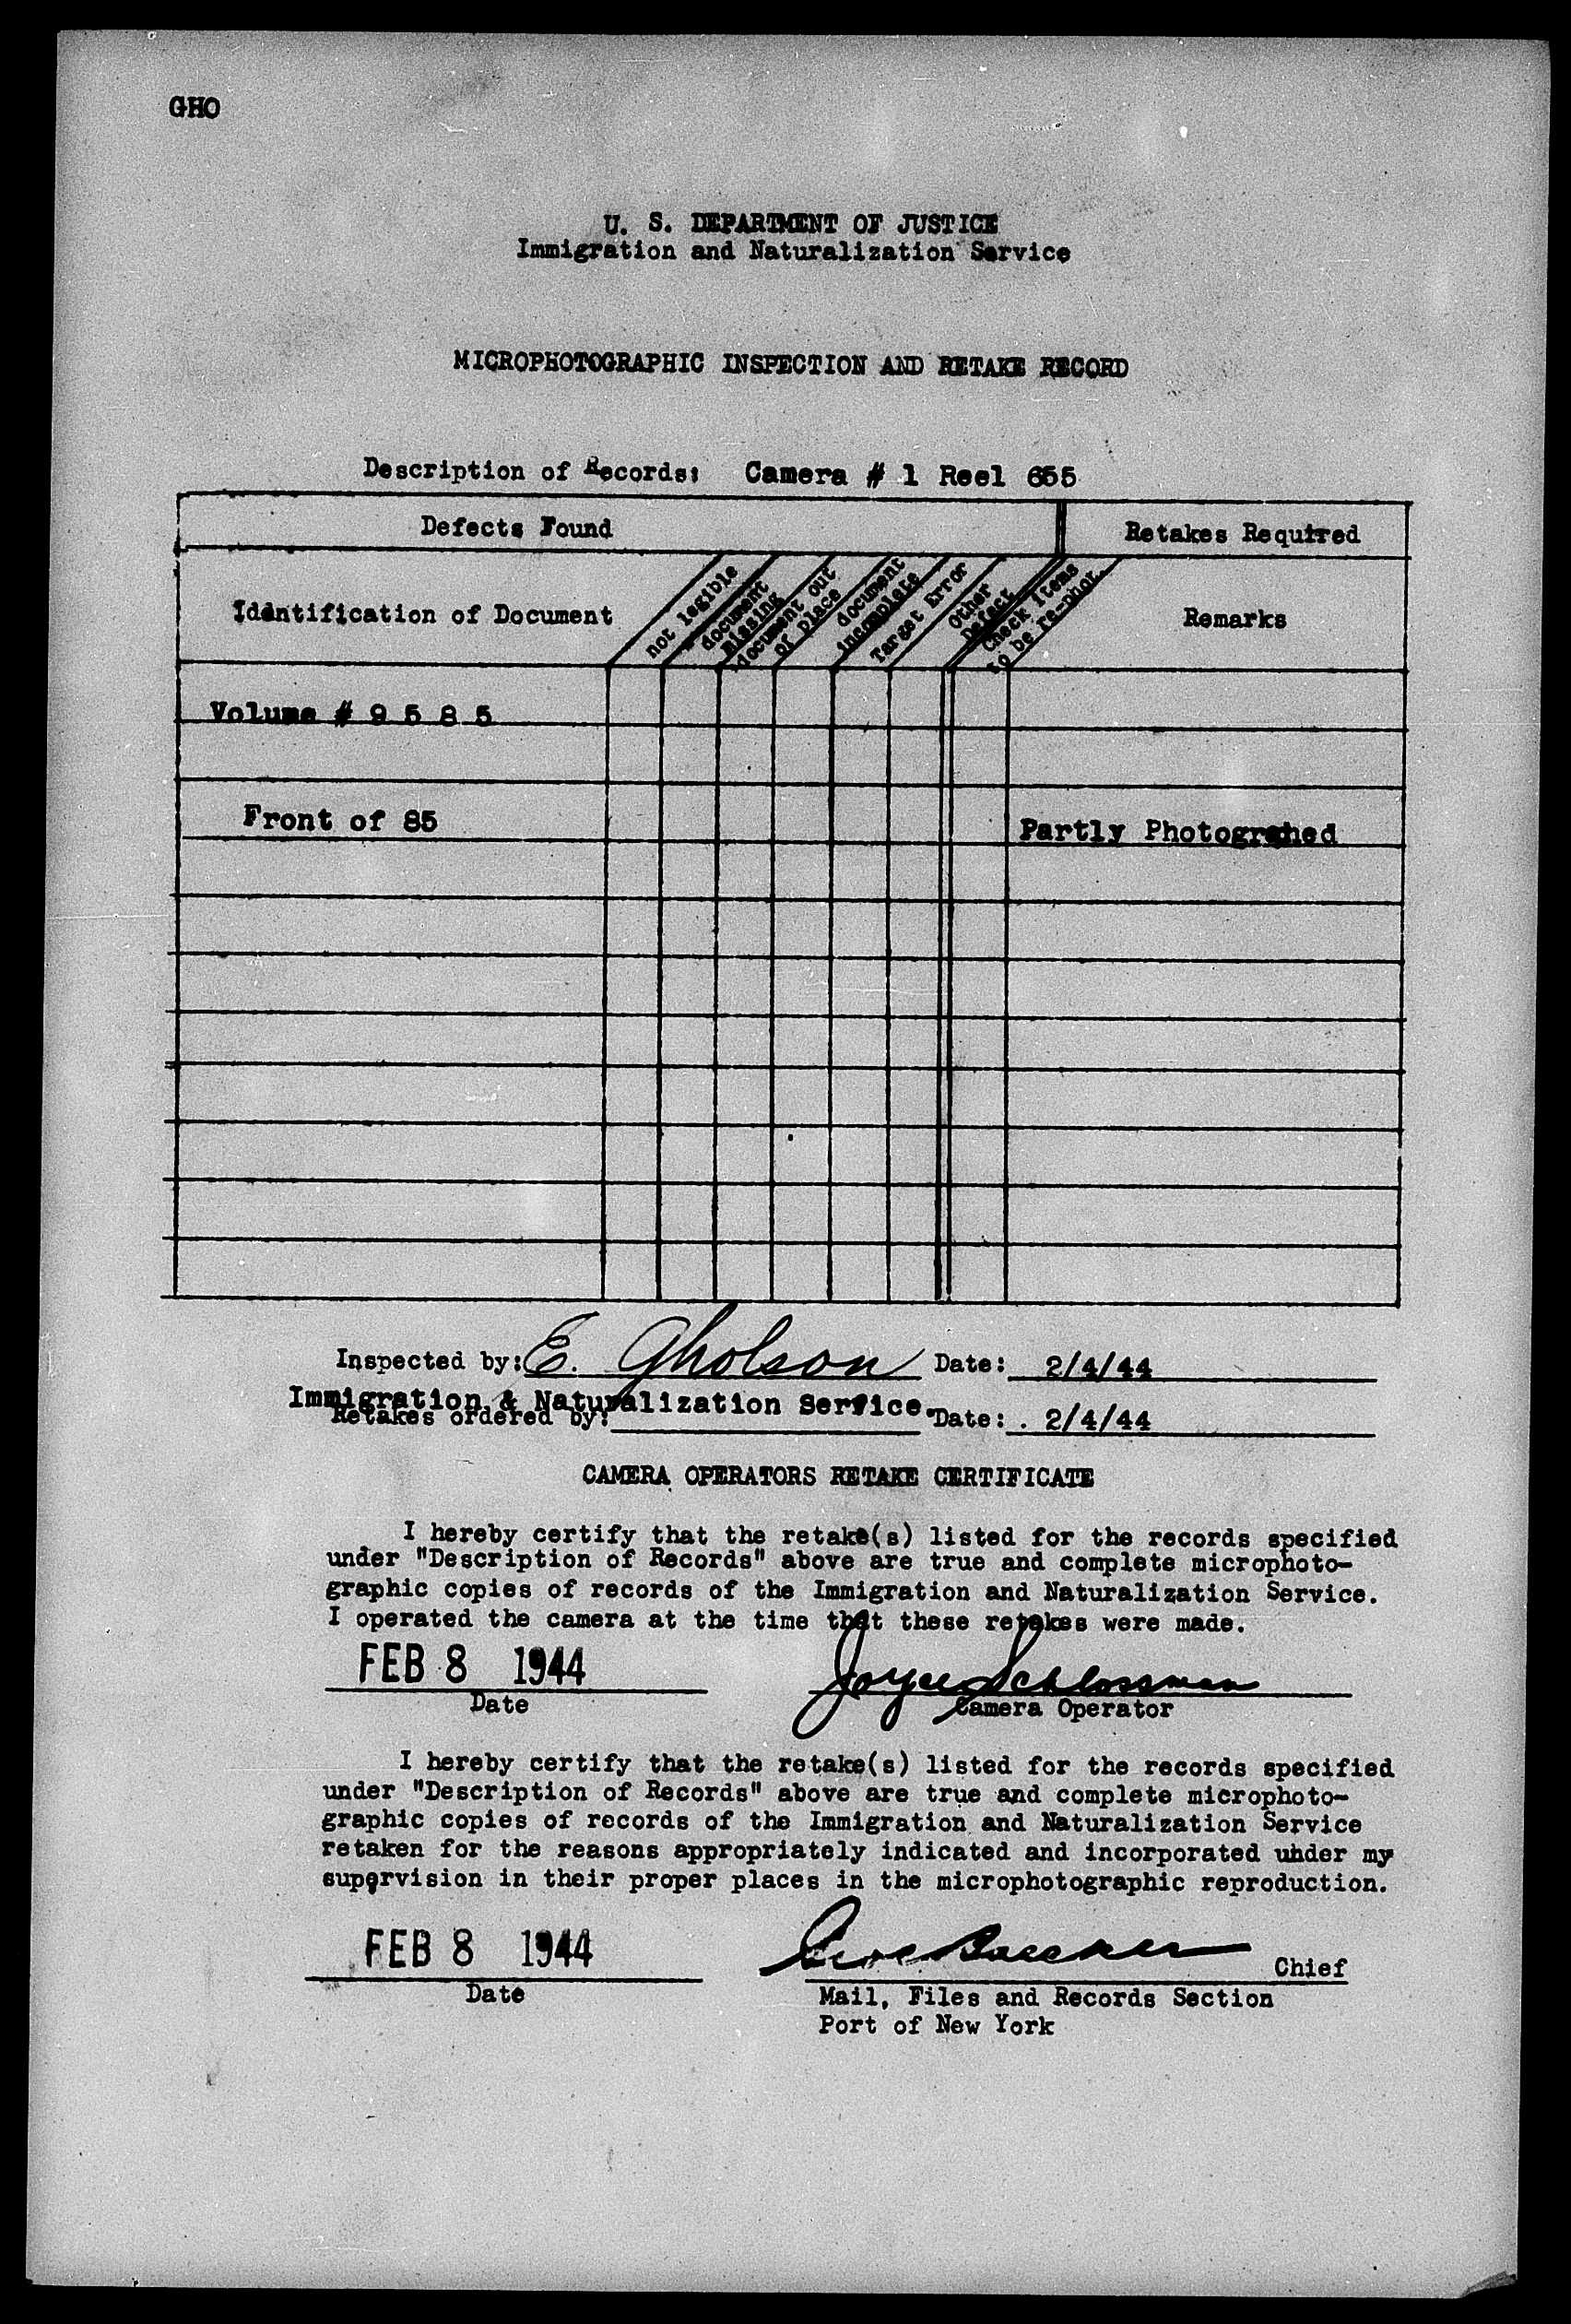 GHO
U. S. DEPARTMENT OF JUSTICE
Immigration and Naturalization Service
MICROPHOTOGRAPHIC INSPECTION AND RETAKE RECORD
Description of Records: Camera # 1 Reel 655
Defects Found
Retakes Required
Identification of Document
not legible
document missing
document out of place
document incomplete
Target Error
Other Defect
Check Items to be re-phot.
Remarks
Volume # 9 5 8 5
Front of 85
Partly Photogrphed
Inspected by: E. Gholson Date: 2/4/44
Immigration & Naturalization Service.
Retakes ordered by: Date: . 2/4/44
CAMERA OPERATORS RETAKE CERTIFICATE
I hereby certify that the retake(s) listed for the records specified
under "Description of Records" above are true and complete microphoto-
graphic copies of records of the Immigration and Naturalization Service.
I operated the camera at the time that these retakes were made.
FEB 8 1944
Joyce Schlossman
Date
Camera Operator
I hereby certify that the retake(s) listed for the records specified
under "Description of Records" above are true and complete microphoto-
graphic copies of records of the Immigration and Naturalization Service
retaken for the reasons appropriately indicated and incorporated under my
supervision in their proper places in the microphotographic reproduction.
FEB 8 1944
Chief
Date
Mail, Files and Records Section
Port of New York